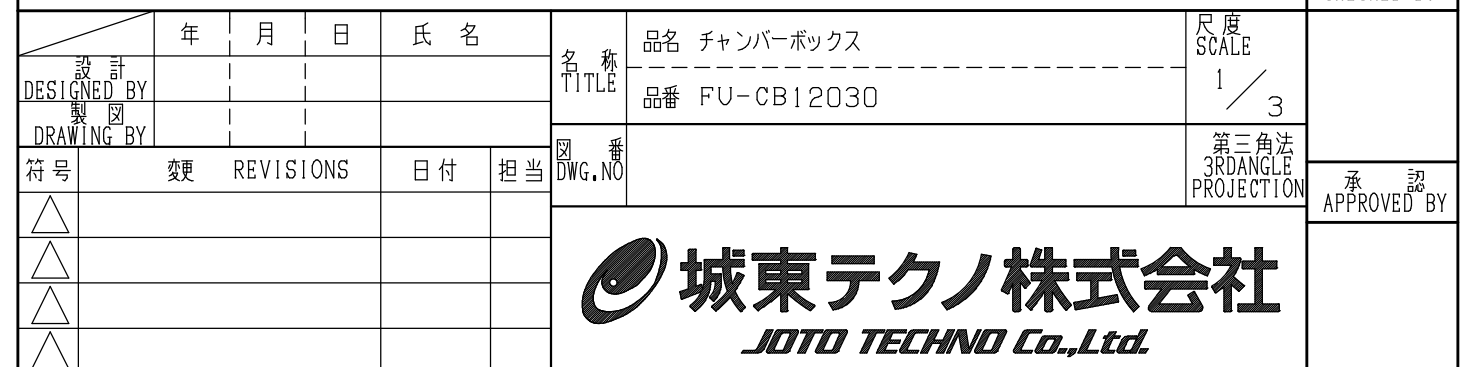 年 月 日 氏 名
設 計
DESIGNED BY
製 図
DRAWING BY
符号 変更 REVISIONS 日付 担当
名 称
TITLE
品名 チャンバーボックス
品番 FU-CB12030
尺度
SCALE
1/3
図 番
DWG.NO
第三角法
3RDANGLE
PROJECTION
城東テクノ株式会社
JOTO TECHNO Co.,Ltd.
承 認
APPROVED BY